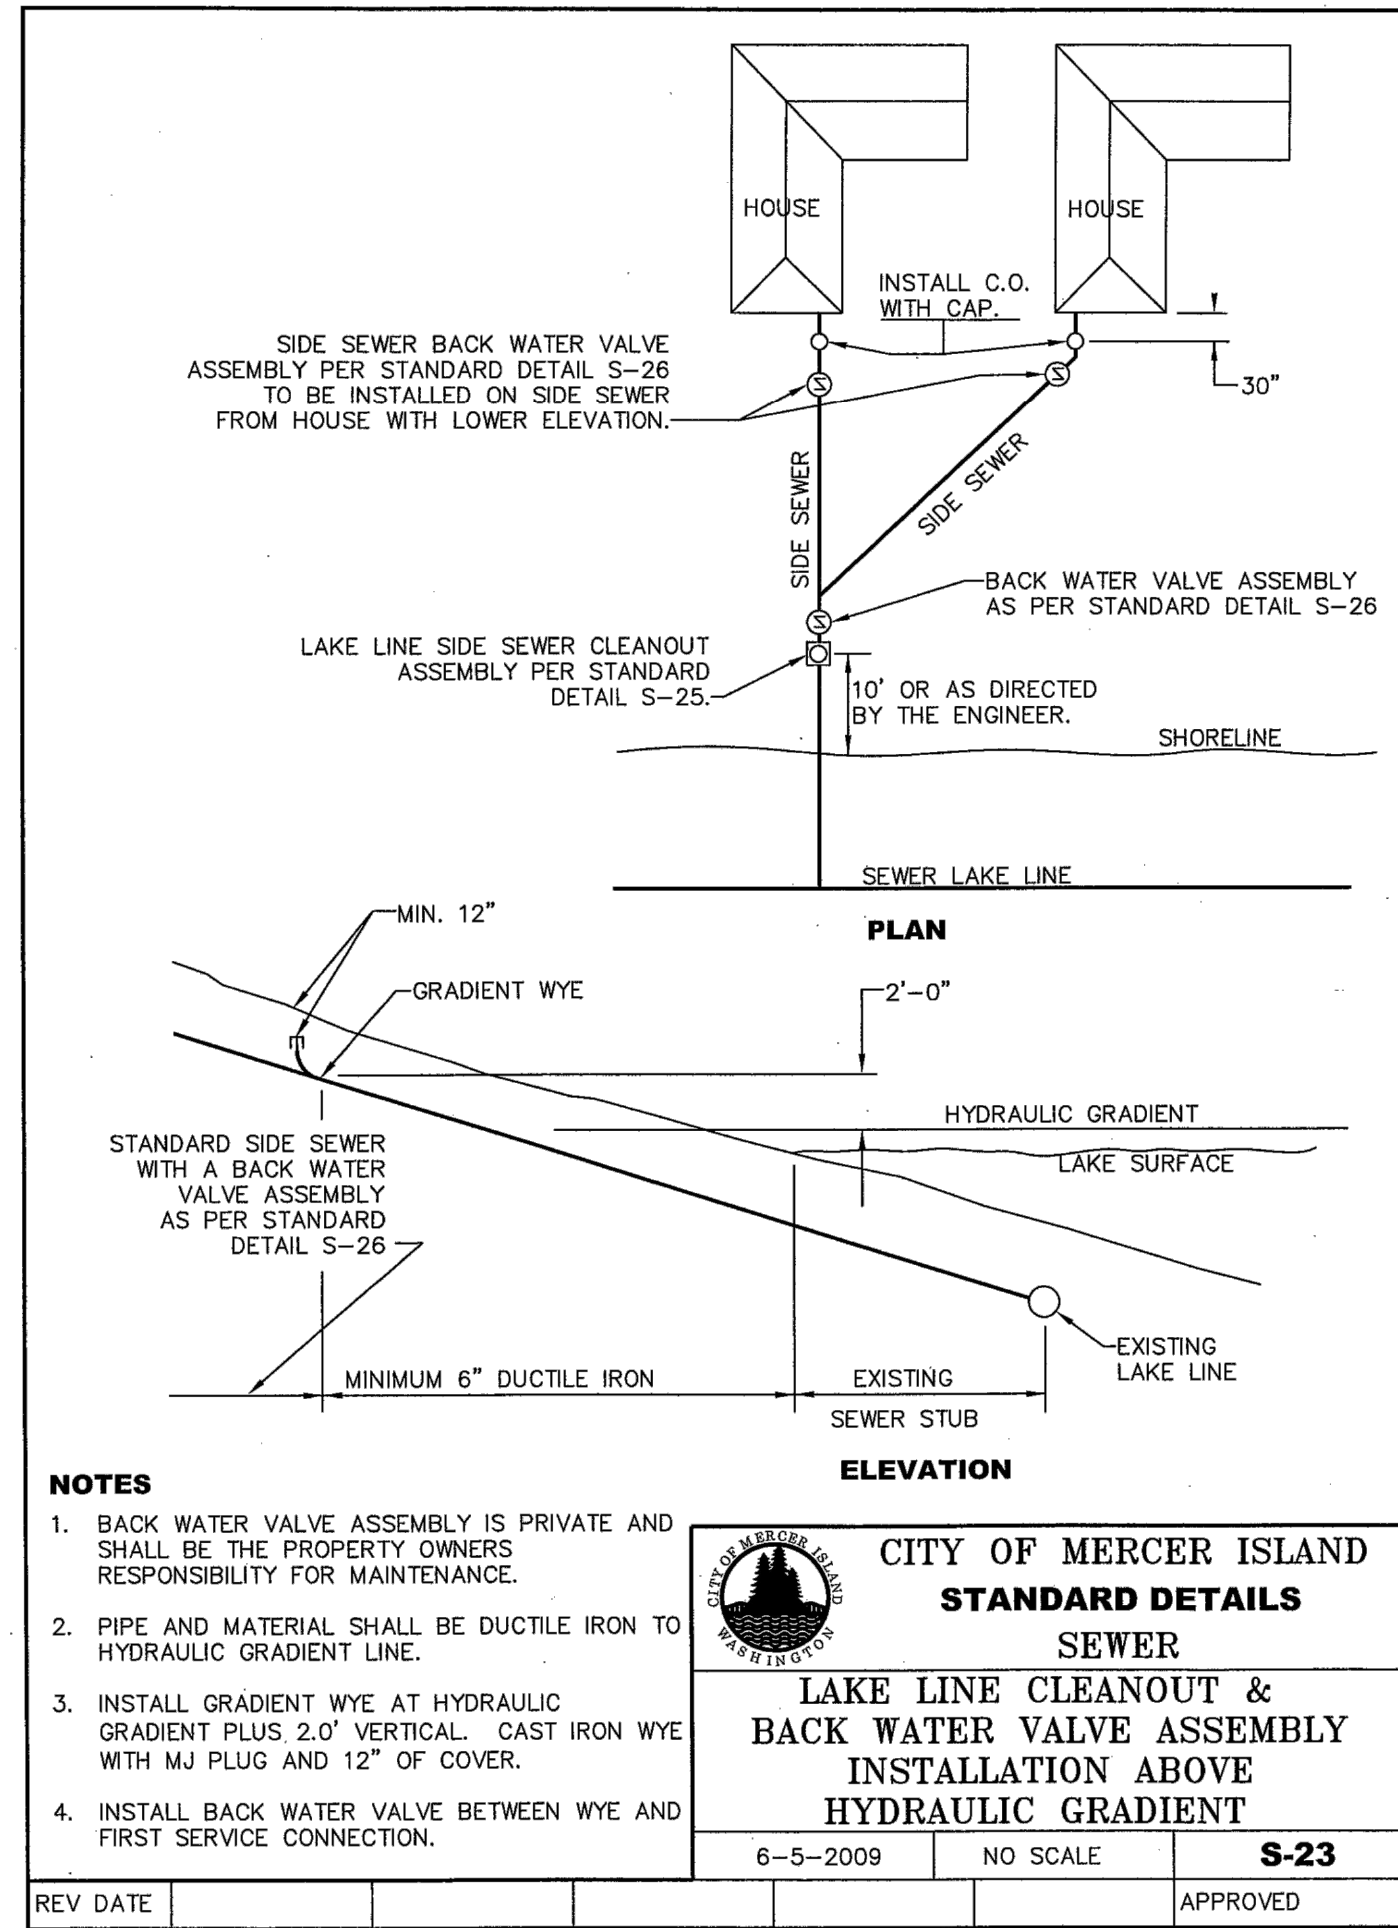 HOUSE
HOUSE
INSTALL C.O.
WITH CAP.
SIDE SEWER BACK WATER VALVE
ASSEMBLY PER STANDARD DETAIL S-26
TO BE INSTALLED ON SIDE SEWER
FROM HOUSE WITH LOWER ELEVATION.
30"
SIDE SEWER
SIDE SEWER
BACK WATER VALVE ASSEMBLY
AS PER STANDARD DETAIL S-26
LAKE LINE SIDE SEWER CLEANOUT
ASSEMBLY PER STANDARD
DETAIL S-25.
10' OR AS DIRECTED
BY THE ENGINEER.
SHORELINE
SEWER LAKE LINE
PLAN
MIN. 12"
GRADIENT WYE
2'-0"
HYDRAULIC GRADIENT
LAKE SURFACE
STANDARD SIDE SEWER
WITH A BACK WATER
VALVE ASSEMBLY
AS PER STANDARD
DETAIL S-26
EXISTING
LAKE LINE
MINIMUM 6" DUCTILE IRON
EXISTING
SEWER STUB
ELEVATION
NOTES
1. BACK WATER VALVE ASSEMBLY IS PRIVATE AND
SHALL BE THE PROPERTY OWNERS
RESPONSIBILITY FOR MAINTENANCE.
2. PIPE AND MATERIAL SHALL BE DUCTILE IRON TO
HYDRAULIC GRADIENT LINE.
3. INSTALL GRADIENT WYE AT HYDRAULIC
GRADIENT PLUS 2.0' VERTICAL. CAST IRON WYE
WITH MJ PLUG AND 12" OF COVER.
4. INSTALL BACK WATER VALVE BETWEEN WYE AND
FIRST SERVICE CONNECTION.
CITY OF MERCER ISLAND
WASHINGTON
CITY OF MERCER ISLAND
STANDARD DETAILS
SEWER
LAKE LINE CLEANOUT &
BACK WATER VALVE ASSEMBLY
INSTALLATION ABOVE
HYDRAULIC GRADIENT
6-5-2009
NO SCALE
S-23
REV DATE
APPROVED